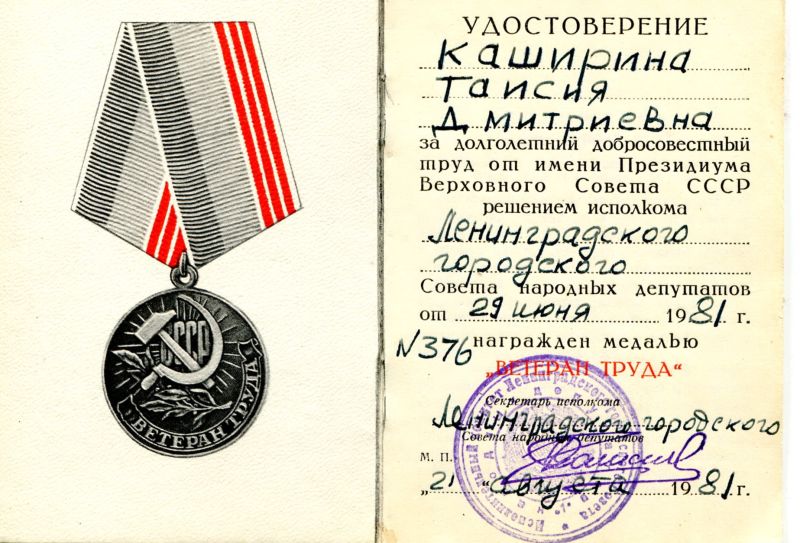 СССР
ВЕТЕРАН ТРУДА
УДОСТОВЕРЕНИЕ
Каширина
Таисия
Дмитриевна
за долголетний добросовестный
труд от имени Президиума
Верховного Совета СССР
решением исполкома
Ленинградского
городского
Совета народных депутатов
от 29 июня 1981 г.
награжден медалью
N376
„ВЕТЕРАН ТРУДА“
Секретарь исполкома
Ленинградского городского
Совета народных депутатов
М. П.
„21“ августа 1981 г.